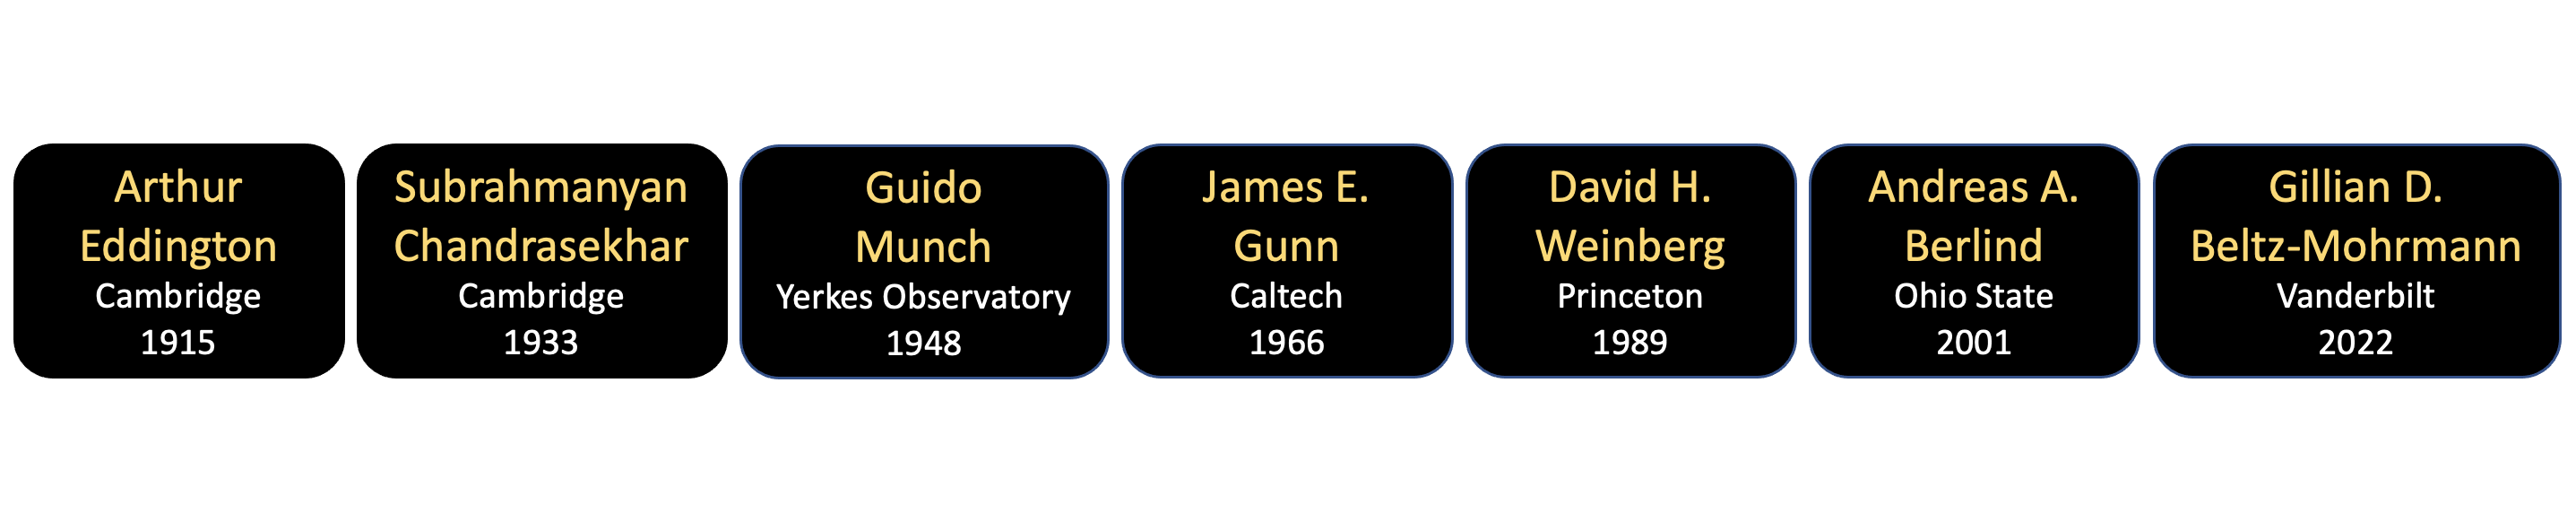 Arthur
Eddington
Cambridge
1915
Subrahmanyan
Chandrasekhar
Cambridge
1933
Guido
Munch
Yerkes Observatory
1948
James E.
Gunn
Caltech
1966
David H.
Weinberg
Princeton
1989
Andreas A.
Berlind
Ohio State
2001
Gillian D.
Beltz-Mohrmann
Vanderbilt
2022